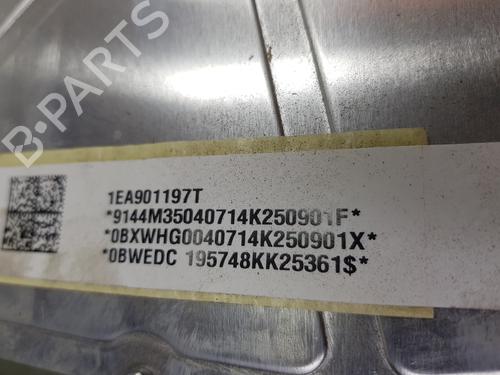 B-PARTS
1EA901197T
*9144M35040714K250901F*
*0BXWHG0040714K250901X*
*0BWEDC 195748KK25361$*